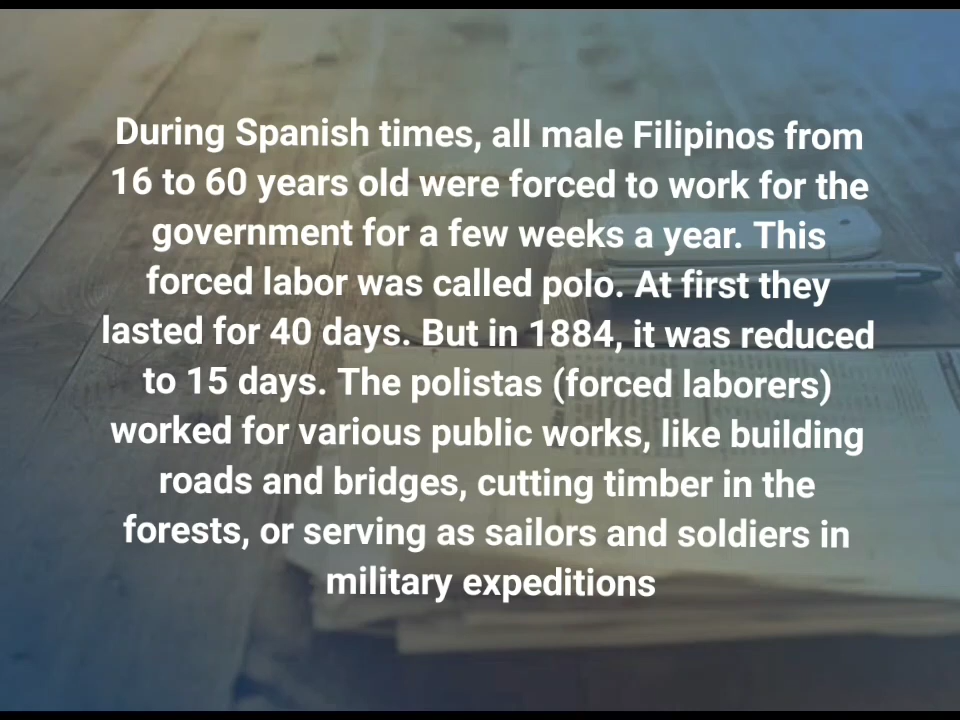 During Spanish times, all male Filipinos from
16 to 60 years old were forced to work for the
government for a few weeks a year. This
forced labor was called polo. At first they
lasted for 40 days. But in 1884, it was reduced
to 15 days. The polistas (forced laborers)
worked for various public works, like building
roads and bridges, cutting timber in the
forests, or serving as sailors and soldiers in
military expeditions